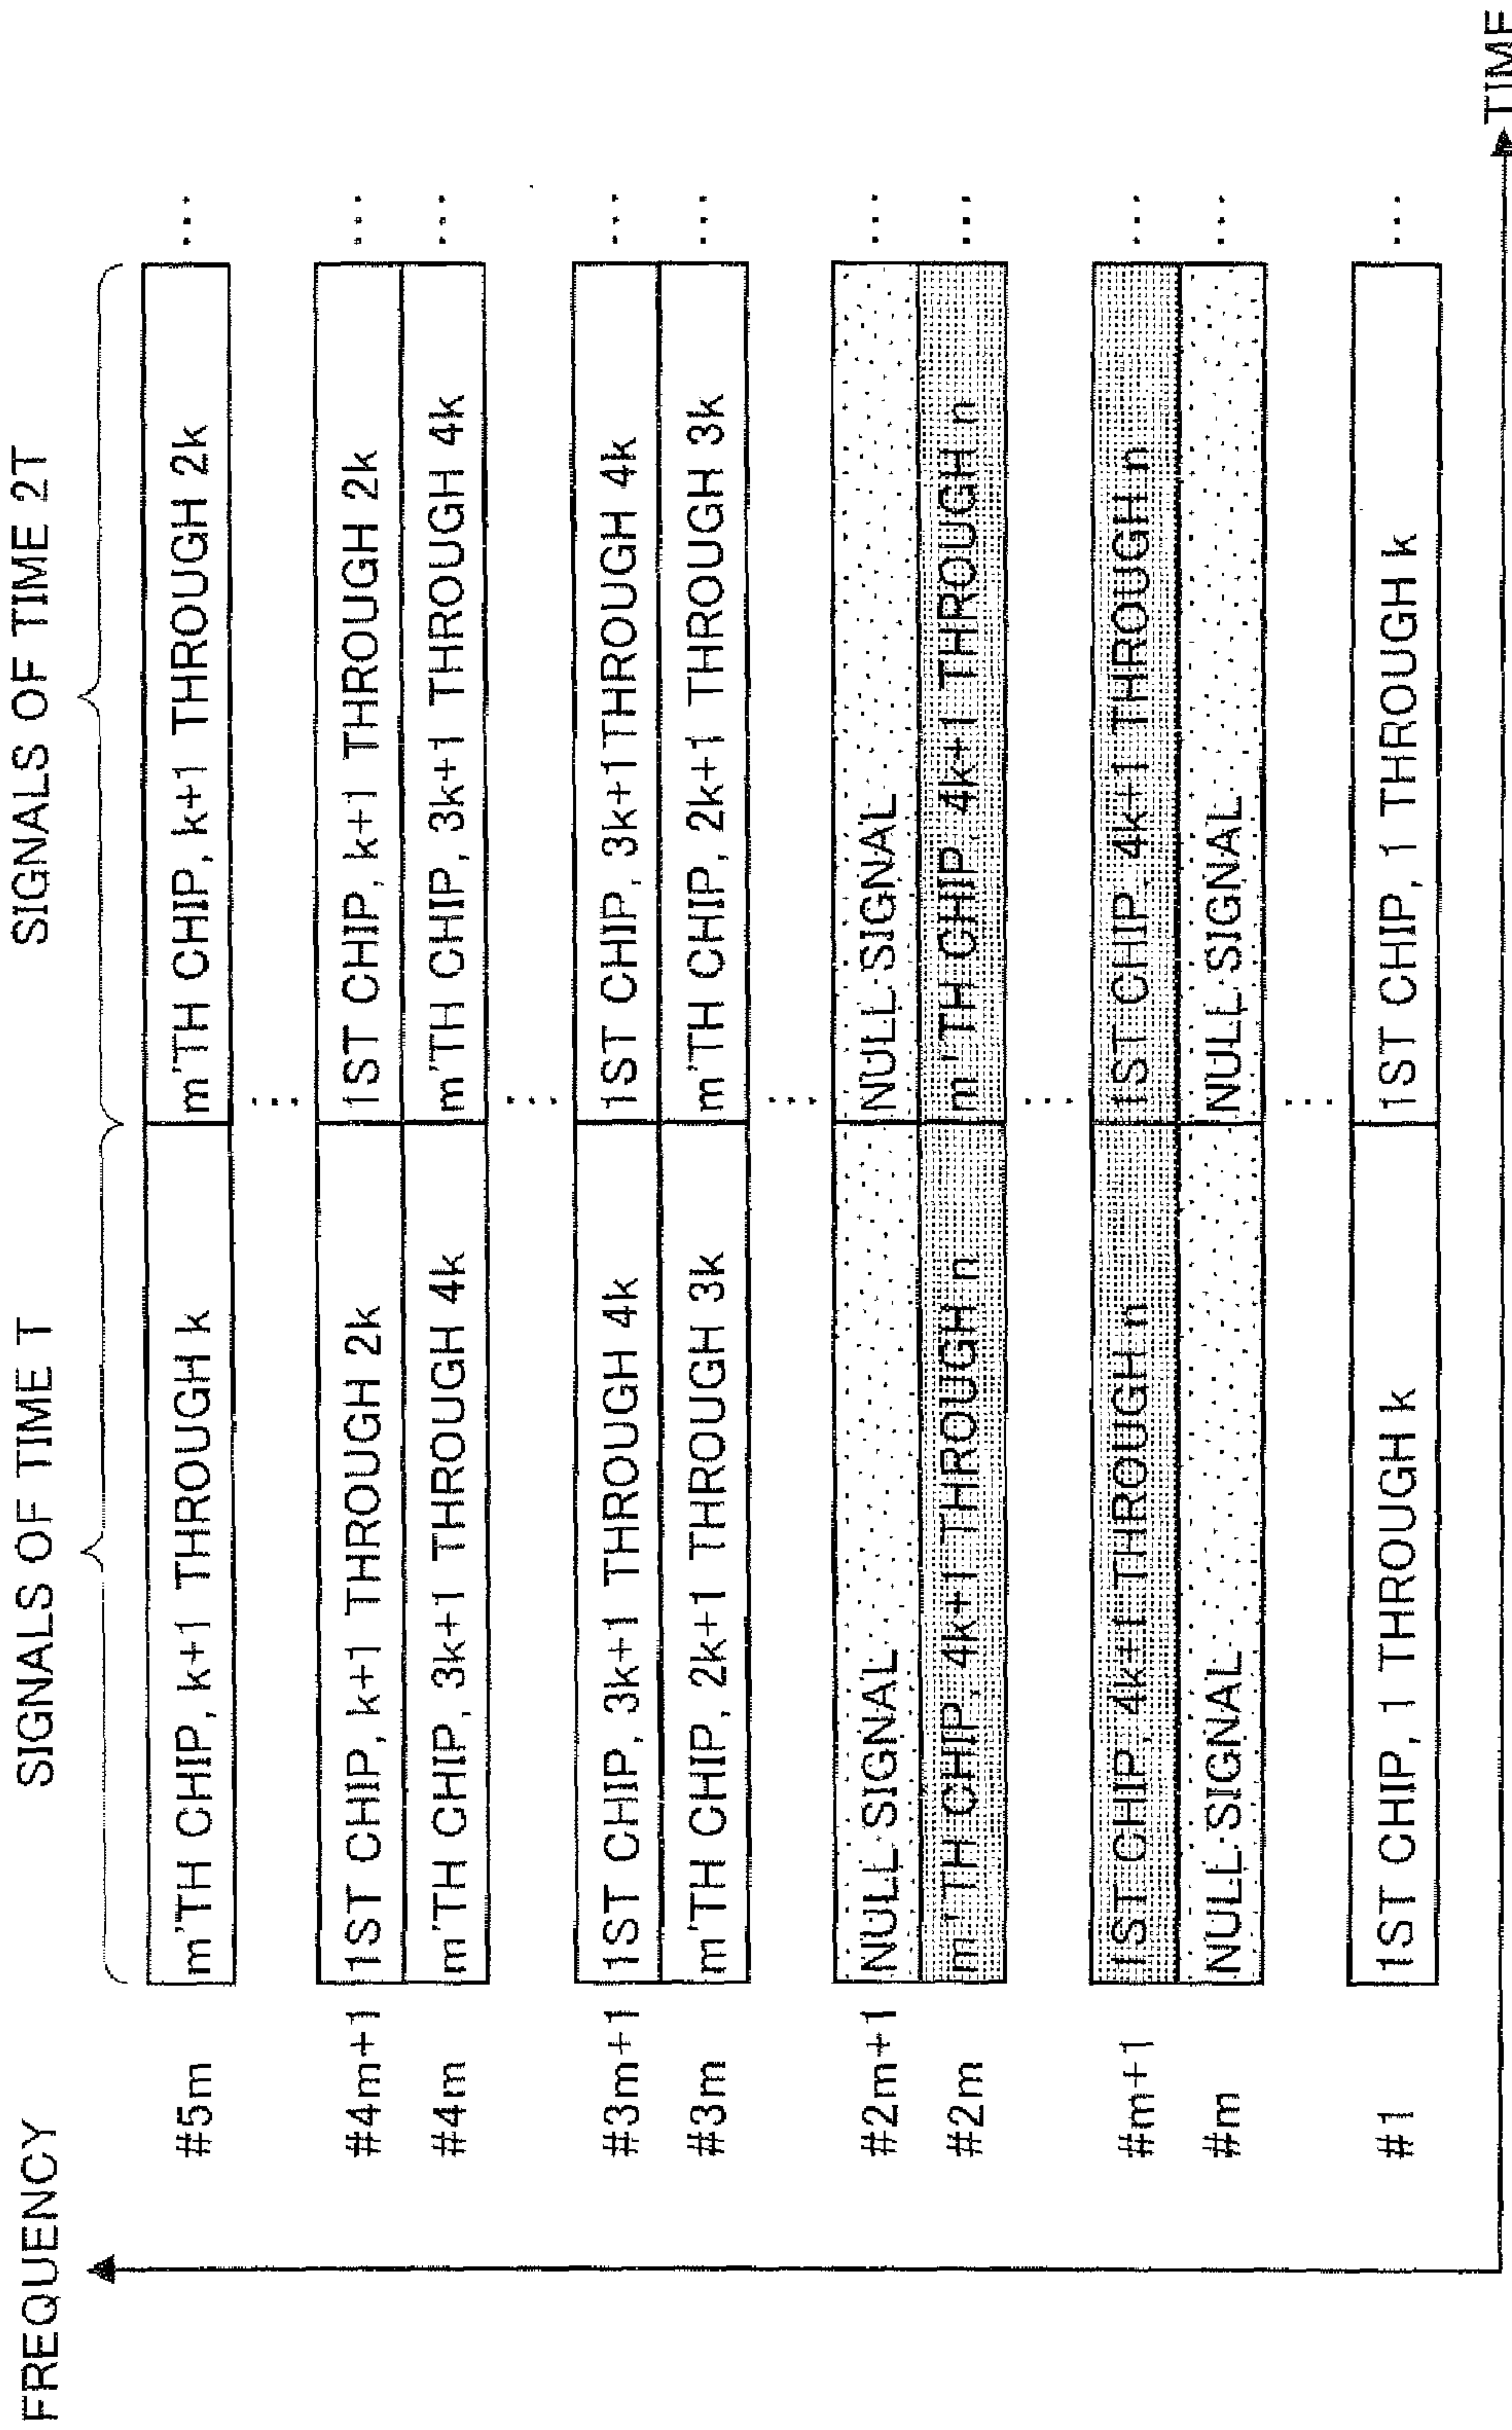 FREQUENCY
SIGNALS OF TIME T
SIGNALS OF TIME 2T
#5m
m'TH CHIP, k+1 THROUGH k
m'TH CHIP, k+1 THROUGH 2k
...
#4m+1
1ST CHIP, k+1 THROUGH 2k
1ST CHIP, k+1 THROUGH 2k
...
#4m
m'TH CHIP, 3k+1 THROUGH 4k
m'TH CHIP, 3k+1 THROUGH 4k
...
#3m+1
1ST CHIP, 3k+1 THROUGH 4k
1ST CHIP, 3k+1THROUGH 4k
...
#3m
m'TH CHIP, 2k+1 THROUGH 3k
m'TH CHIP, 2k+1 THROUGH 3k
...
#2m+1
NULL SIGNAL
NULL SIGNAL
...
#2m
m'TH CHIP, 4k+1 THROUGH n
m'TH CHIP, 4k+1 THROUGH n
...
#m+1
1ST CHIP, 4k+1 THROUGH n
1ST CHIP, 4k+1 THROUGH n
...
#m
NULL SIGNAL
NULL SIGNAL
...
#1
1ST CHIP, 1 THROUGH k
1ST CHIP, 1 THROUGH k
...
TIME